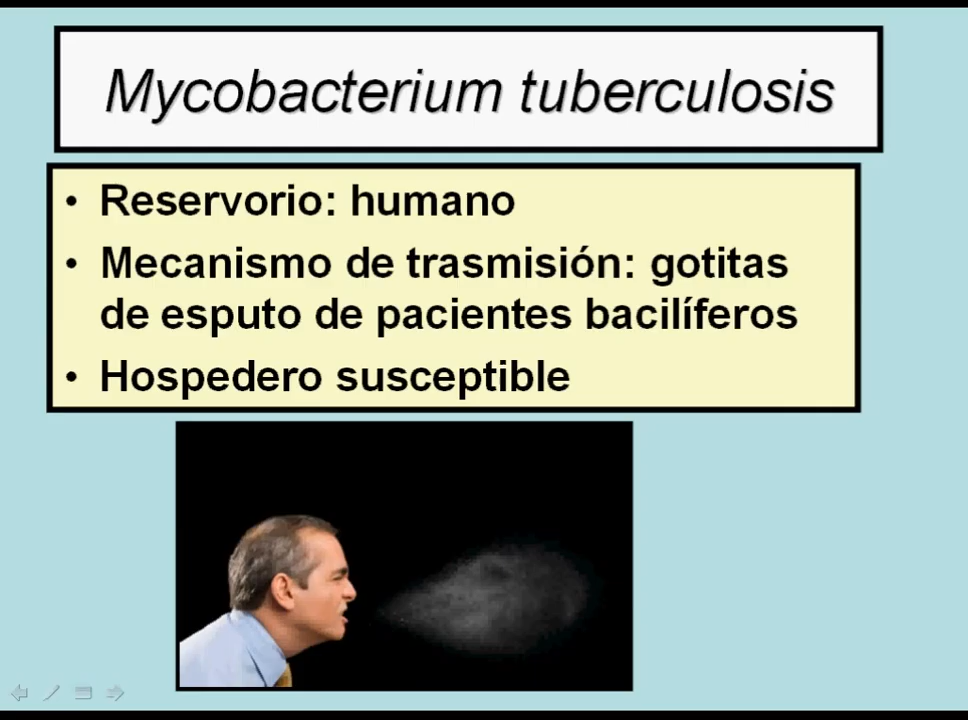 Mycobacterium tuberculosis
• Reservorio: humano
• Mecanismo de trasmisión: gotitas
de esputo de pacientes bacilíferos
• Hospedero susceptible